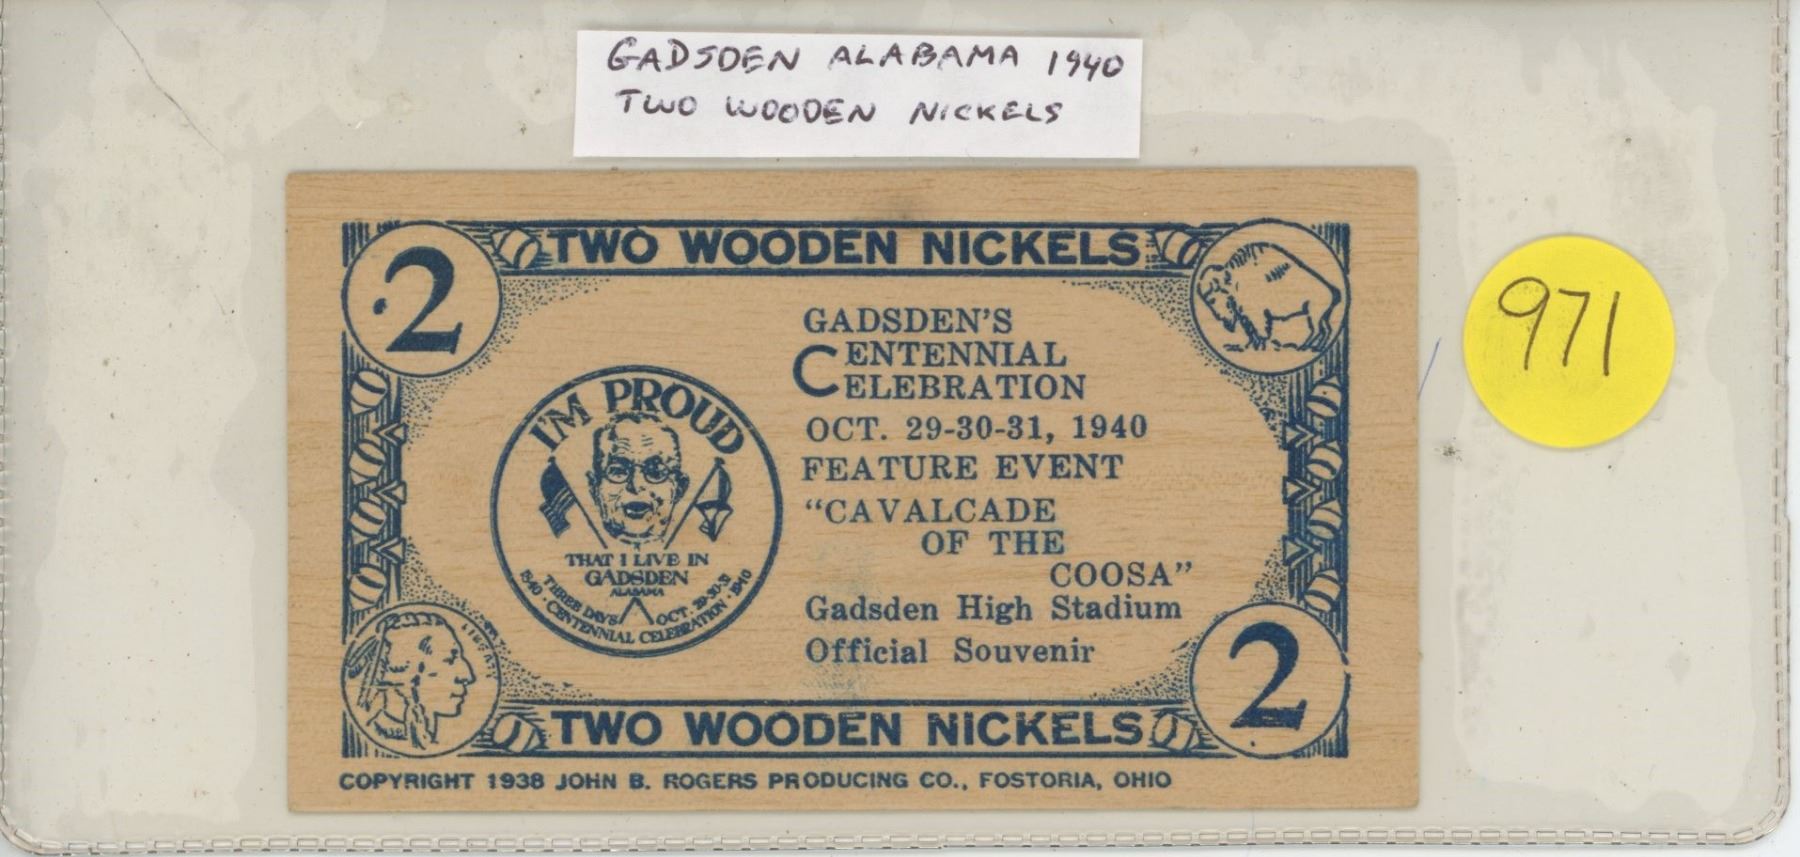 GADSDEN ALABAMA 1940
TWO WOODEN NICKELS
971
2
TWO WOODEN NICKELS
GADSDEN'S
CENTENNIAL
CELEBRATION
OCT. 29-30-31, 1940
FEATURE EVENT
"CAVALCADE
OF THE
COOSA"
Gadsden High Stadium
Official Souvenir
I'M PROUD
THAT I LIVE IN
GADSDEN
ALABAMA
THREE DAYS OCT. 29-30-31
1840 · CENTENNIAL CELEBRATION · 1940
LIBERTY
2
TWO WOODEN NICKELS
COPYRIGHT 1938 JOHN B. ROGERS PRODUCING CO., FOSTORIA, OHIO